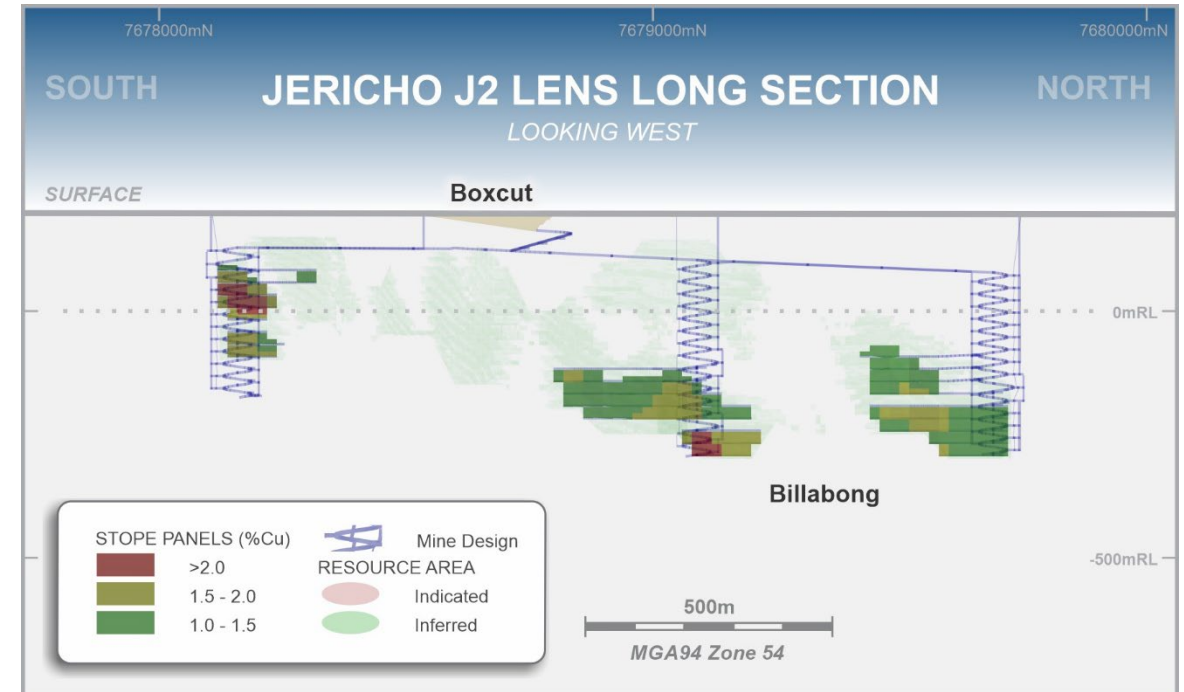 7678000mN
7679000mN
7680000mN
SOUTH
JERICHO J2 LENS LONG SECTION
NORTH
LOOKING WEST
SURFACE
Boxcut
0mRL
Billabong
-500mRL
STOPE PANELS (%Cu)
>2.0
1.5 - 2.0
1.0 - 1.5
Mine Design
RESOURCE AREA
Indicated
Inferred
500m
MGA94 Zone 54